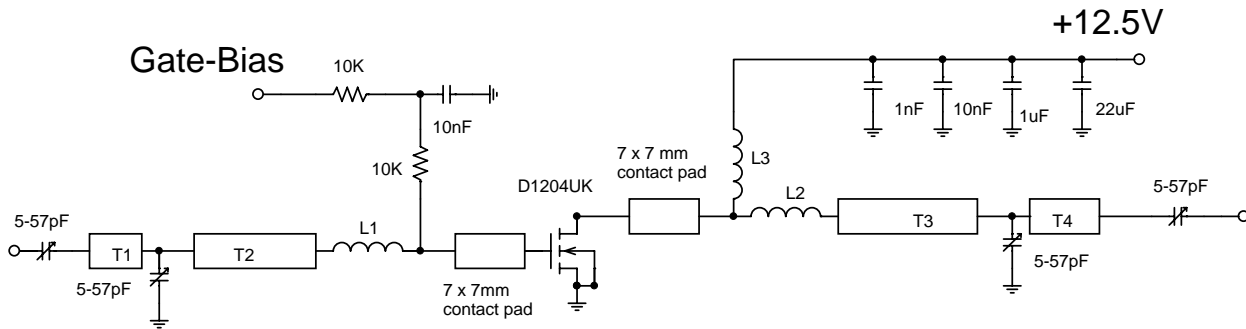 +12.5V
Gate-Bias
10K
10nF
1nF
10nF
1uF
22uF
L3
7 x 7 mm
contact pad
10K
D1204UK
L2
5-57pF
5-57pF
L1
T3
T4
T1
T2
5-57pF
5-57pF
7 x 7mm
contact pad